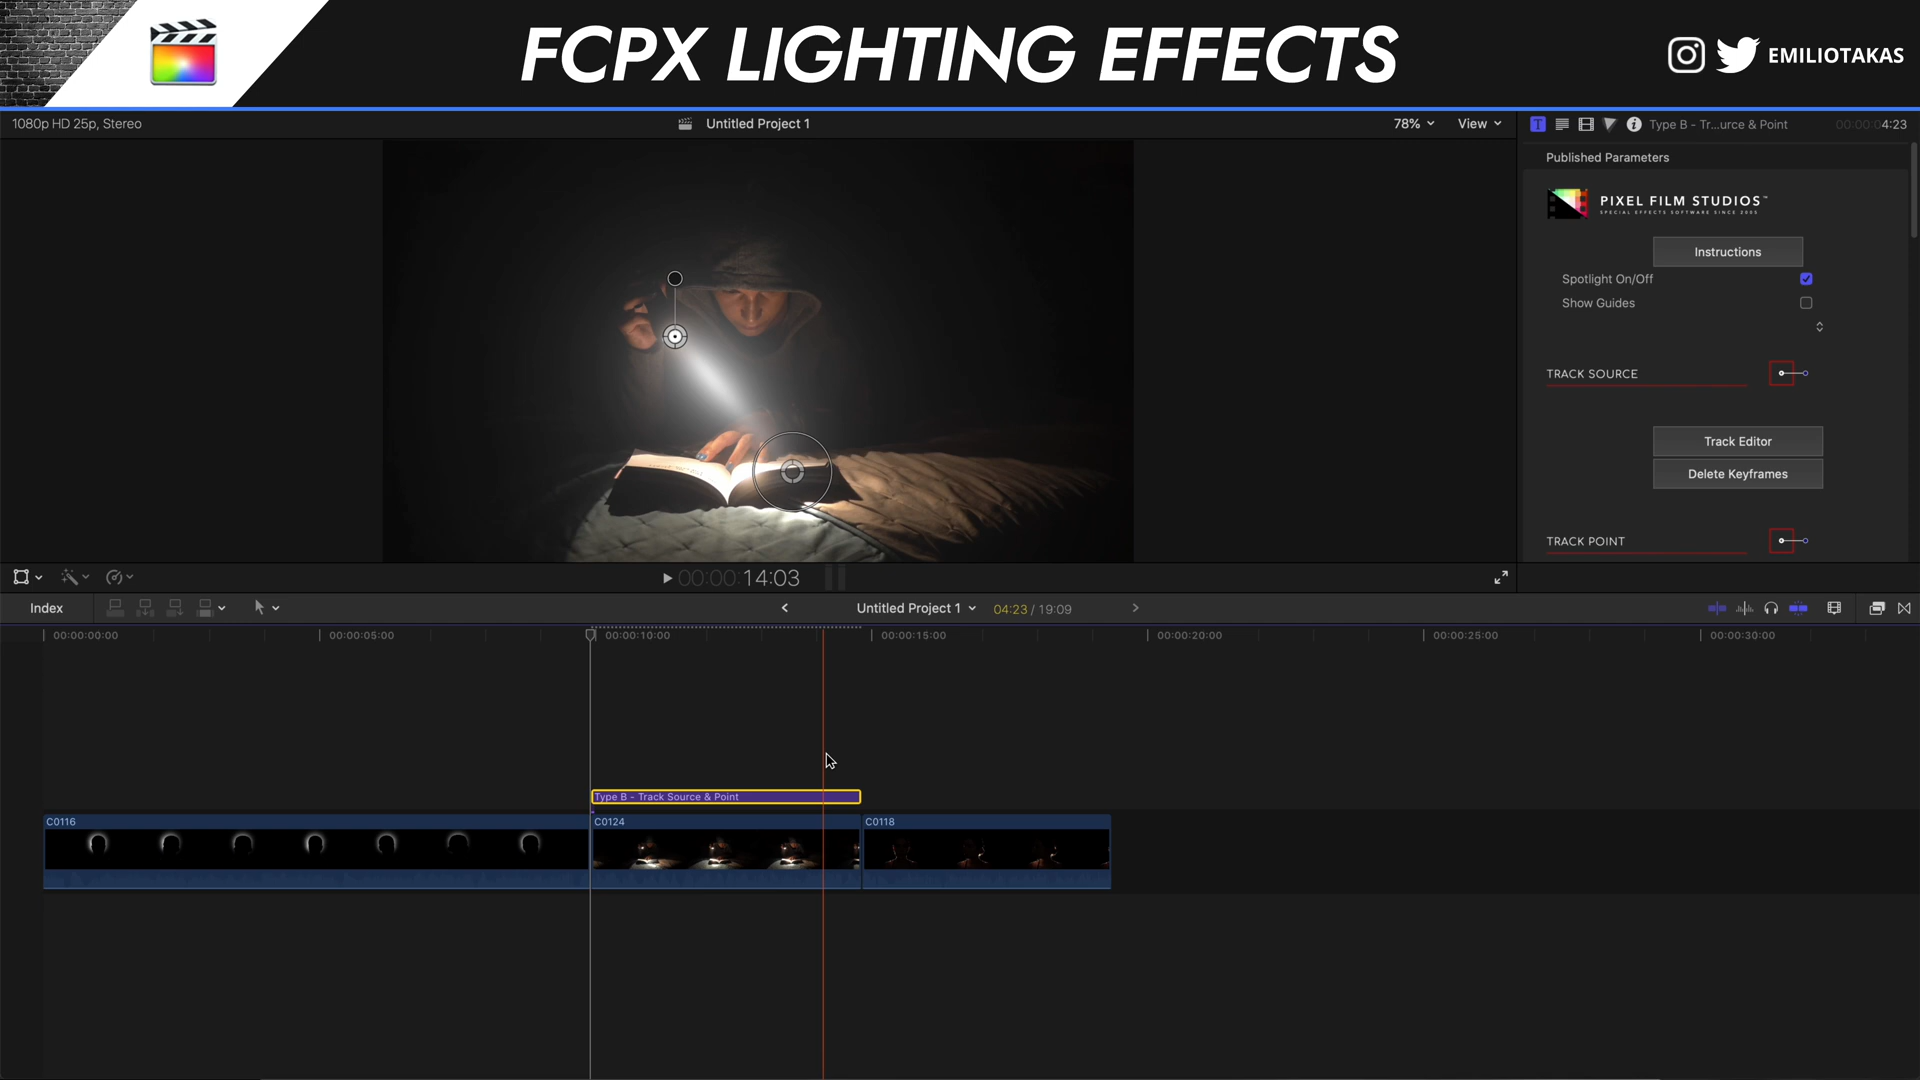 FCPX LIGHTING EFFECTS
EMILIOTAKAS
1080p HD 25p, Stereo
Untitled Project 1
78%
View
Type B - Tr...urce & Point
00:00:04:23
Published Parameters
PIXEL FILM STUDIOS™
SPECIAL EFFECTS SOFTWARE SINCE 2005
Instructions
Spotlight On/Off
Show Guides
TRACK SOURCE
Track Editor
Delete Keyframes
TRACK POINT
00:00:14:03
Index
Untitled Project 1
04:23 / 19:09
00:00:00:00
00:00:05:00
00:00:10:00
00:00:15:00
00:00:20:00
00:00:25:00
00:00:30:00
Type B - Track Source & Point
C0116
C0124
C0118